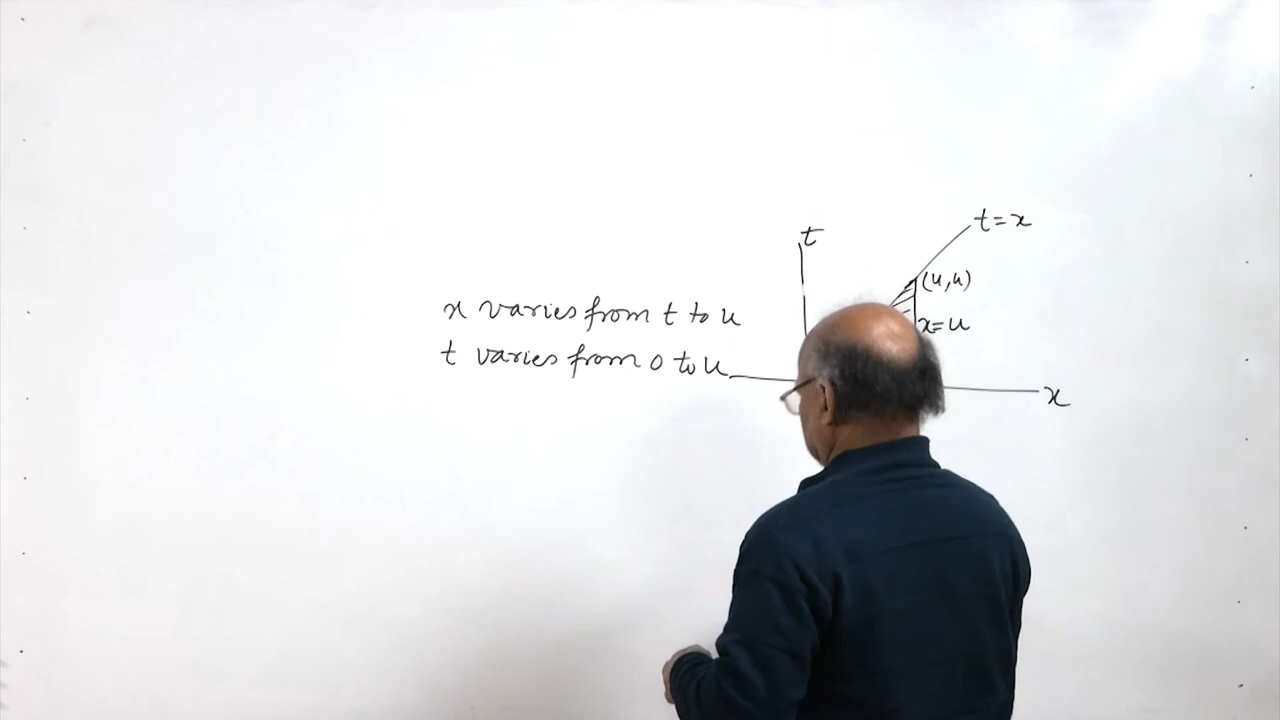 t
t=x
(u,u)
x varies from t to u
x=u
t varies from 0 to u
x